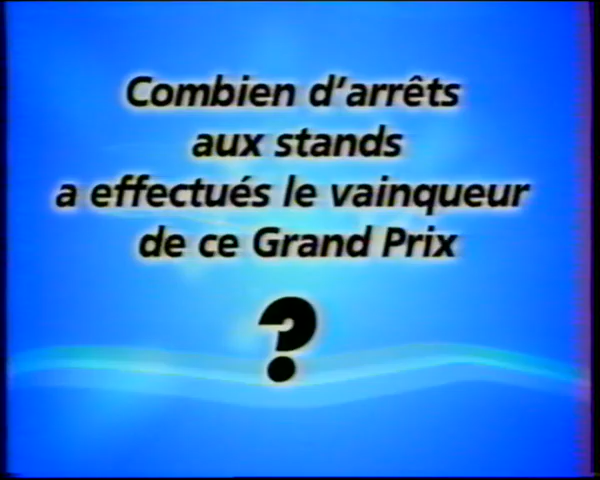 Combien d'arrêts
aux stands
a effectués le vainqueur
de ce Grand Prix
?